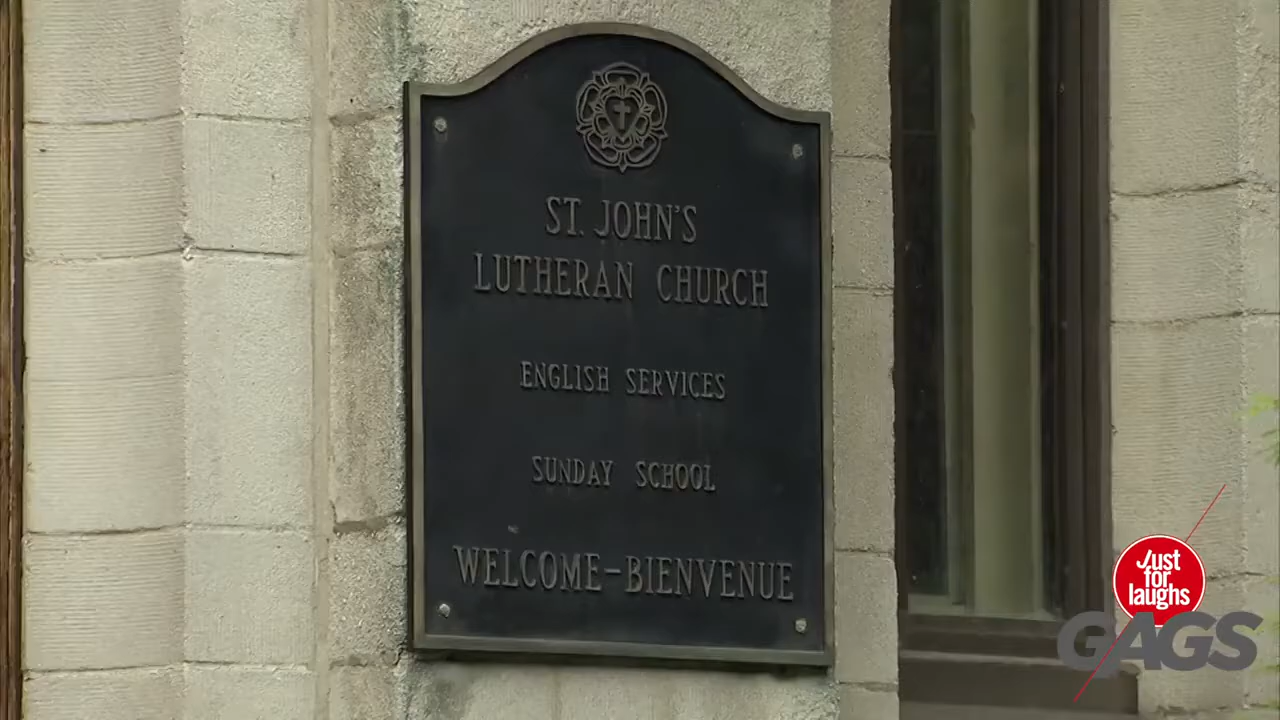 ST. JOHN'S
LUTHERAN CHURCH
ENGLISH SERVICES
SUNDAY SCHOOL
WELCOME-BIENVENUE
Just
for
laughs
GAGS